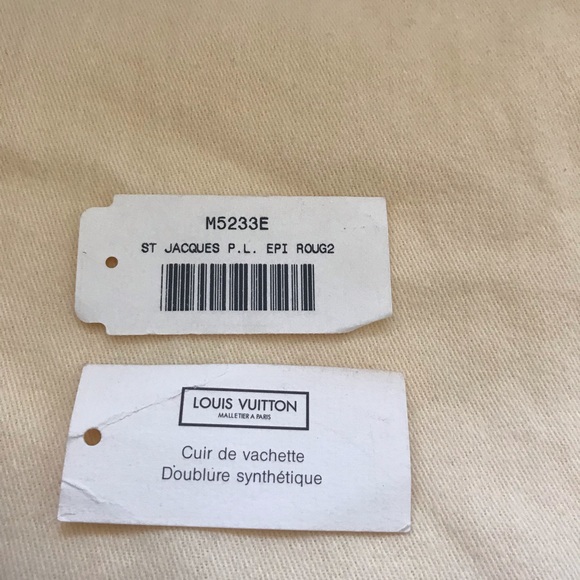 M5233E
ST JACQUES P.L. EPI ROUG2
LOUIS VUITTON
MALLETIER A PARIS
Cuir de vachette
Doublure synthétique